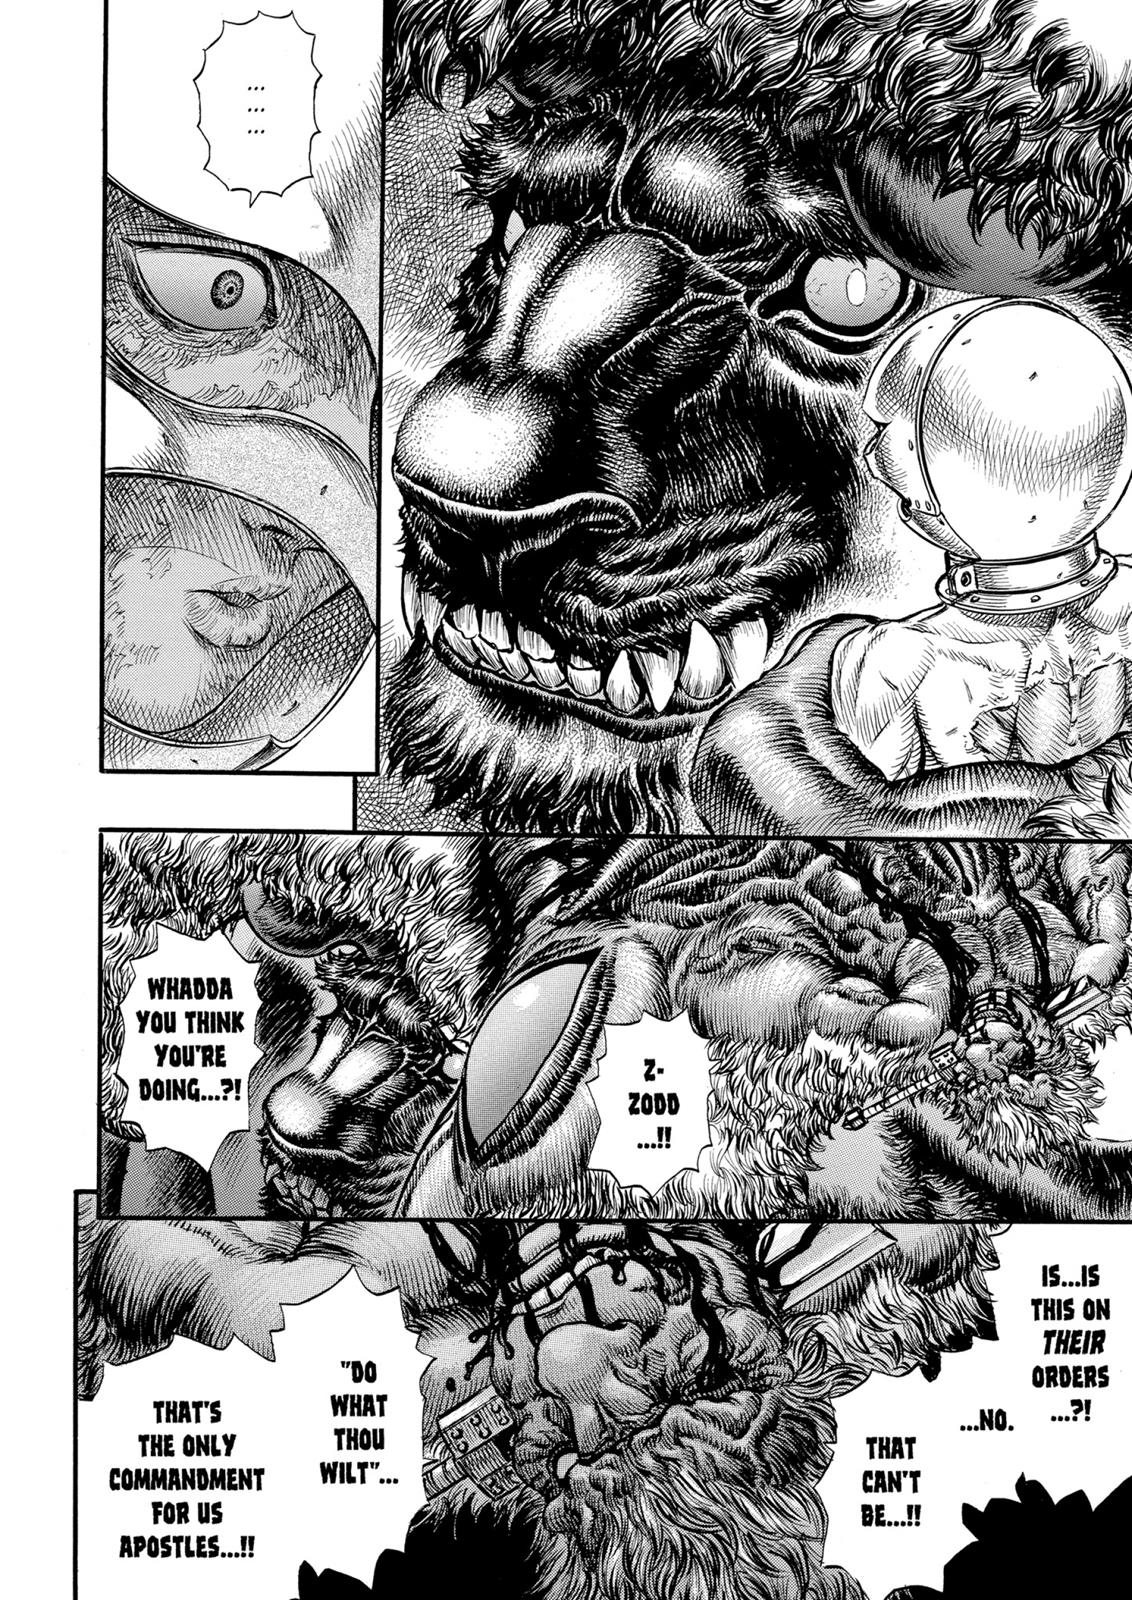 ...
...
...
Z-
ZODD
...!!
WHADDA
YOU THINK
YOU'RE
DOING...?!
IS...IS
THIS ON
THEIR
ORDERS
...?!
...NO.
THAT
CAN'T
BE...!!
"DO
WHAT
THOU
WILT"...
THAT'S
THE ONLY
COMMANDMENT
FOR US
APOSTLES...!!